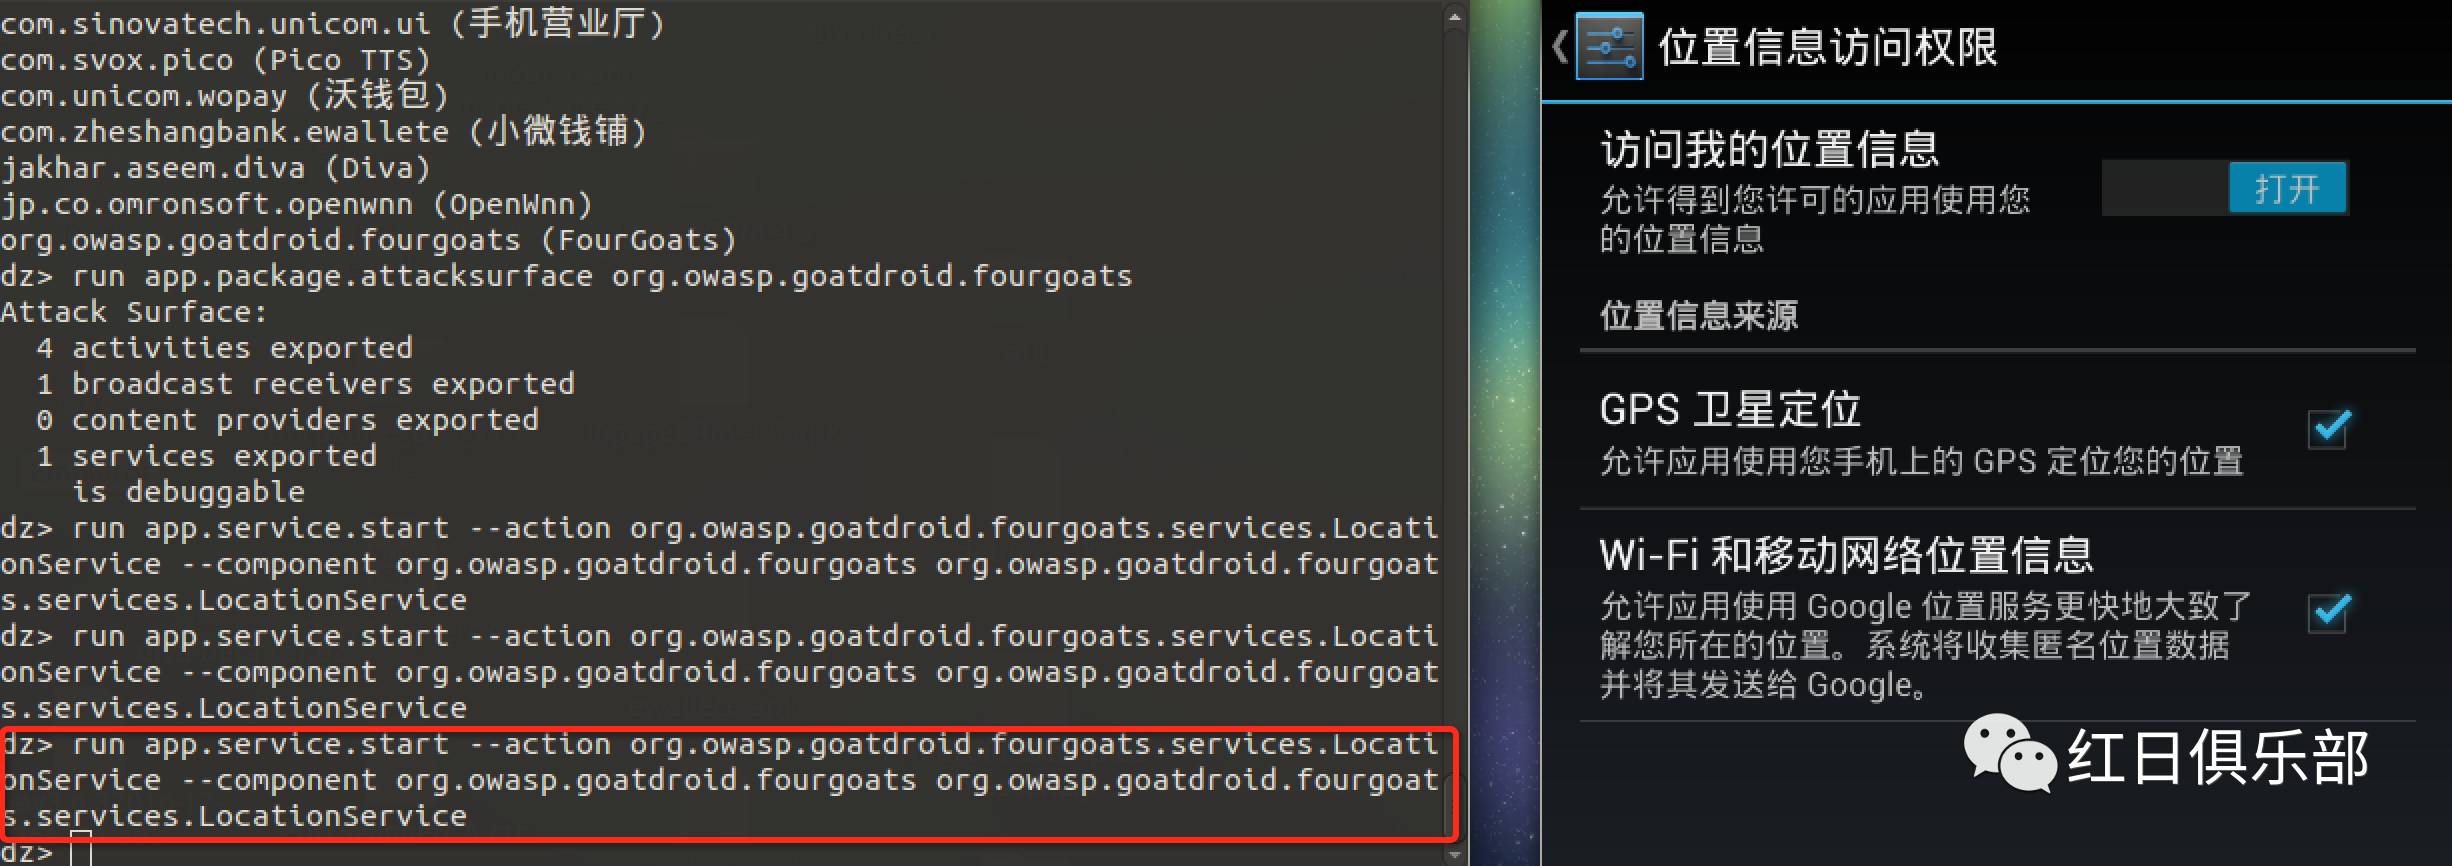 com.sinovatech.unicom.ui (手机营业厅)
com.svox.pico (Pico TTS)
com.unicom.wopay (沃钱包)
com.zheshangbank.ewallete (小微钱铺)
jakhar.aseem.diva (Diva)
jp.co.omronsoft.openwnn (OpenWnn)
org.owasp.goatdroid.fourgoats (FourGoats)
dz> run app.package.attacksurface org.owasp.goatdroid.fourgoats
Attack Surface:
  4 activities exported
  1 broadcast receivers exported
  0 content providers exported
  1 services exported
    is debuggable
dz> run app.service.start --action org.owasp.goatdroid.fourgoats.services.Locati
onService --component org.owasp.goatdroid.fourgoats org.owasp.goatdroid.fourgoat
s.services.LocationService
dz> run app.service.start --action org.owasp.goatdroid.fourgoats.services.Locati
onService --component org.owasp.goatdroid.fourgoats org.owasp.goatdroid.fourgoat
s.services.LocationService
dz> run app.service.start --action org.owasp.goatdroid.fourgoats.services.Locati
onService --component org.owasp.goatdroid.fourgoats org.owasp.goatdroid.fourgoat
s.services.LocationService
dz>
位置信息访问权限
访问我的位置信息
允许得到您许可的应用使用您
的位置信息
打开
位置信息来源
GPS 卫星定位
允许应用使用您手机上的 GPS 定位您的位置
Wi-Fi 和移动网络位置信息
允许应用使用 Google 位置服务更快地大致了
解您所在的位置。系统将收集匿名位置数据
并将其发送给 Google。
红日俱乐部